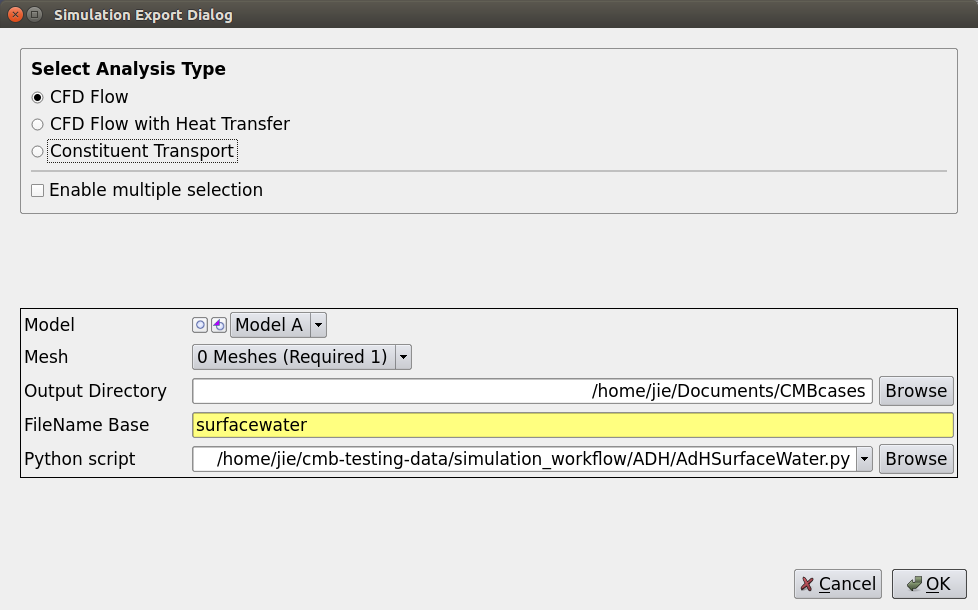 Simulation Export Dialog
Select Analysis Type
CFD Flow
CFD Flow with Heat Transfer
Constituent Transport
Enable multiple selection
Model Model A
Mesh 0 Meshes (Required 1)
Output Directory /home/jie/Documents/CMBcases Browse
FileName Base surfacewater
Python script /home/jie/cmb-testing-data/simulation_workflow/ADH/AdHSurfaceWater.py Browse
Cancel OK